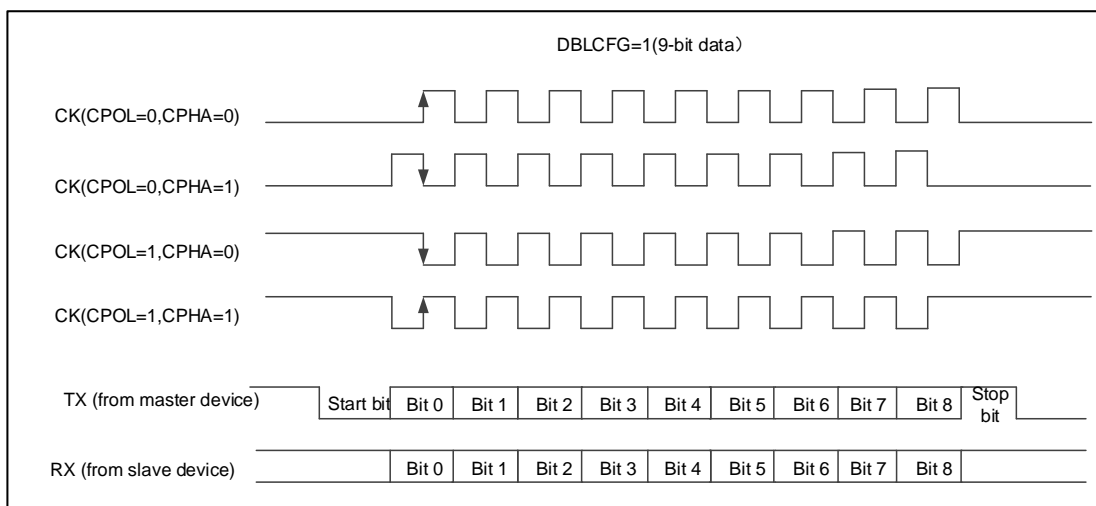 DBLCFG=1(9-bit data）
CK(CPOL=0,CPHA=0)
CK(CPOL=0,CPHA=1)
CK(CPOL=1,CPHA=0)
CK(CPOL=1,CPHA=1)
TX (from master device) Start bit Bit 0 Bit 1 Bit 2 Bit 3 Bit 4 Bit 5 Bit 6 Bit 7 Bit 8 Stop
bit
RX (from slave device) Bit 0 Bit 1 Bit 2 Bit 3 Bit 4 Bit 5 Bit 6 Bit 7 Bit 8